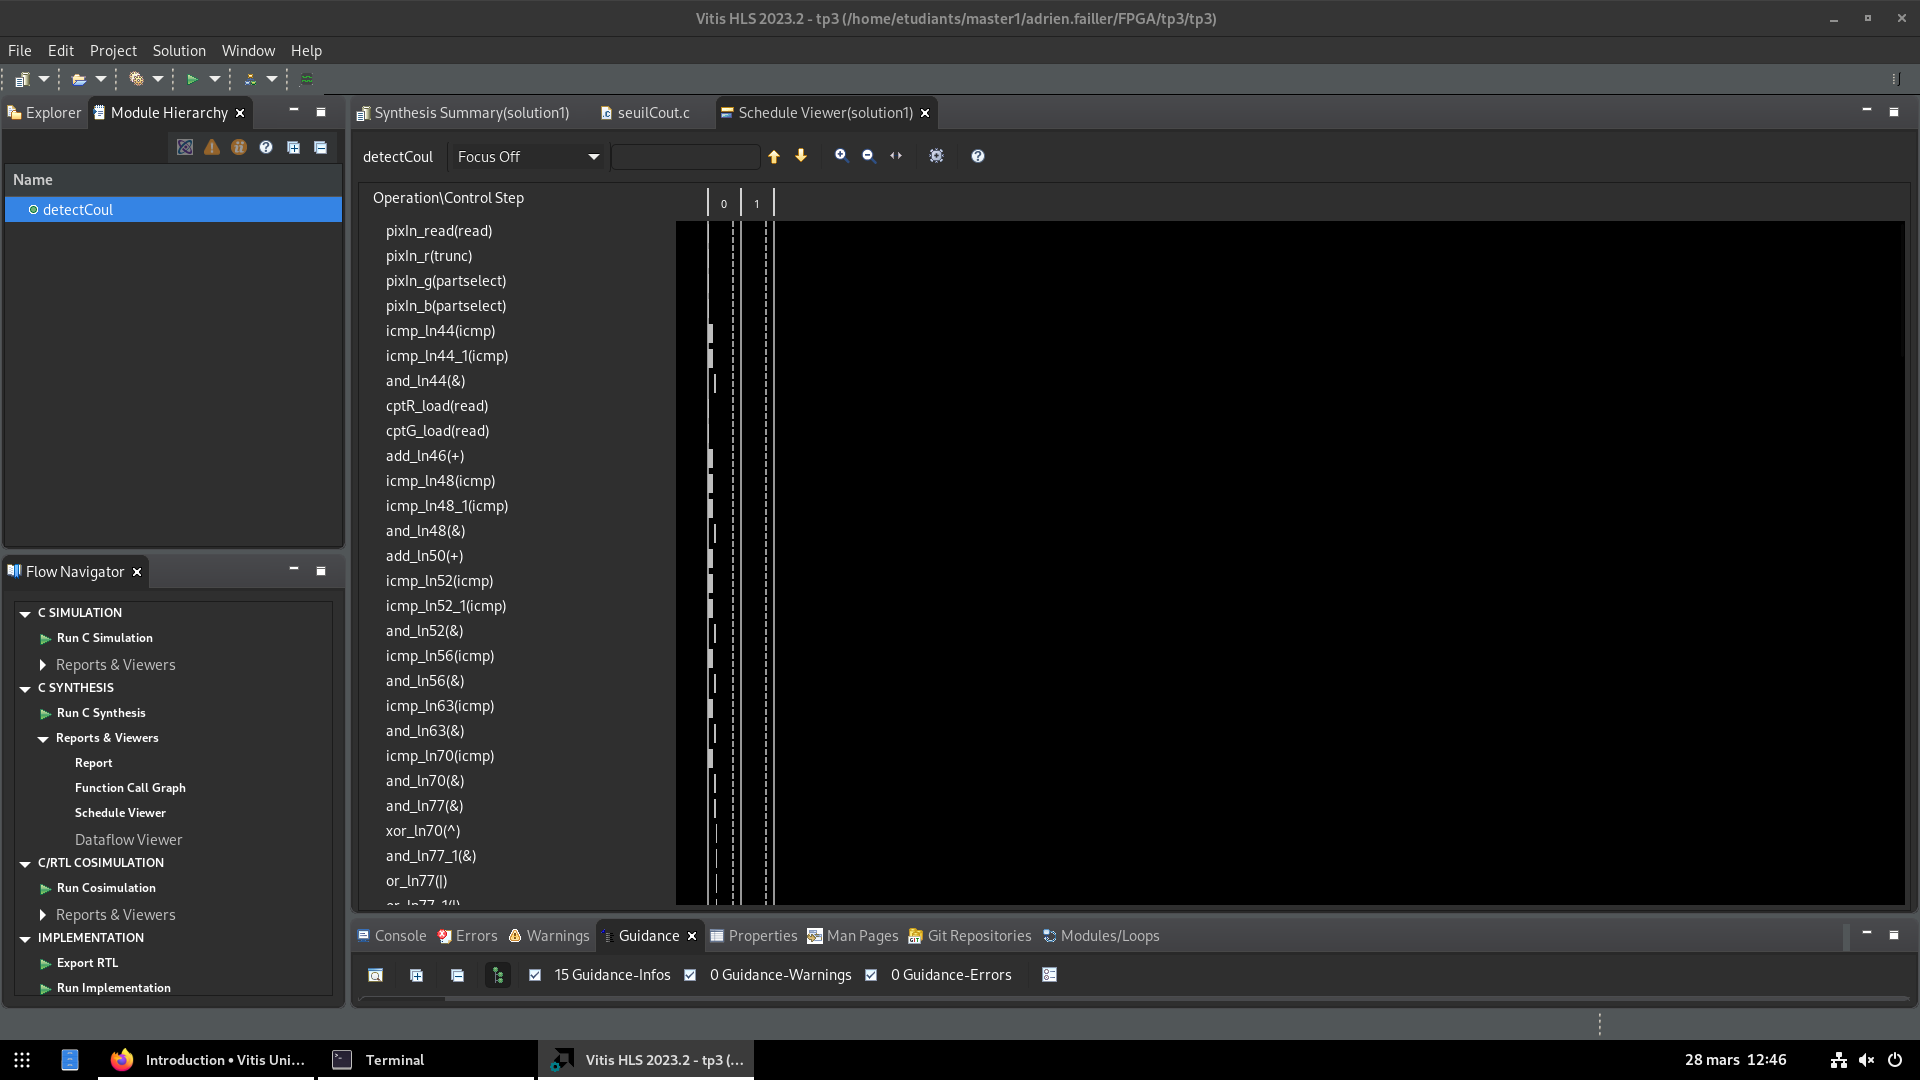 Vitis HLS 2023.2 - tp3 (/home/etudiants/master1/adrien.failler/FPGA/tp3/tp3)
File Edit Project Solution Window Help
Explorer Module Hierarchy
Name
detectCoul
Synthesis Summary(solution1) seuilCout.c Schedule Viewer(solution1)
detectCoul Focus Off
Operation\Control Step 0 1
pixIn_read(read)
pixIn_r(trunc)
pixIn_g(partselect)
pixIn_b(partselect)
icmp_ln44(icmp)
icmp_ln44_1(icmp)
and_ln44(&)
cptR_load(read)
cptG_load(read)
add_ln46(+)
icmp_ln48(icmp)
icmp_ln48_1(icmp)
and_ln48(&)
add_ln50(+)
icmp_ln52(icmp)
icmp_ln52_1(icmp)
and_ln52(&)
icmp_ln56(icmp)
and_ln56(&)
icmp_ln63(icmp)
and_ln63(&)
icmp_ln70(icmp)
and_ln70(&)
and_ln77(&)
xor_ln70(^)
and_ln77_1(&)
or_ln77(|)
or_ln77_1(|)
Flow Navigator
C SIMULATION
Run C Simulation
Reports & Viewers
C SYNTHESIS
Run C Synthesis
Reports & Viewers
Report
Function Call Graph
Schedule Viewer
Dataflow Viewer
C/RTL COSIMULATION
Run Cosimulation
Reports & Viewers
IMPLEMENTATION
Export RTL
Run Implementation
Console Errors Warnings Guidance Properties Man Pages Git Repositories Modules/Loops
15 Guidance-Infos 0 Guidance-Warnings 0 Guidance-Errors
Introduction • Vitis Uni... Terminal Vitis HLS 2023.2 - tp3 (... 28 mars 12:46